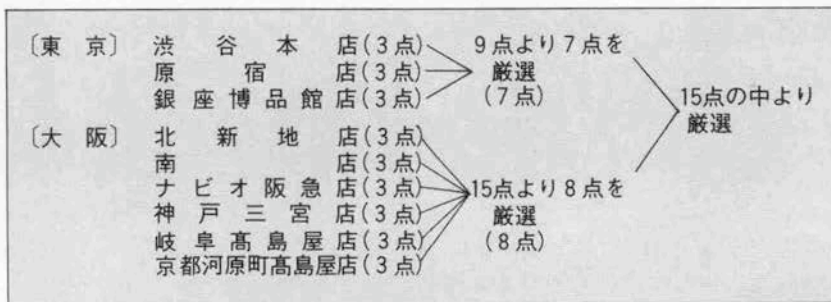 〔東 京〕 渋谷本店(3点) 9点より7点を
原宿店(3点) 厳選
銀座博品館店(3点) (7点)
15点の中より
厳選
〔大 阪〕 北新地店(3点)
南店(3点)
ナビオ阪急店(3点) 15点より8点を
神戸三宮店(3点) 厳選
岐阜髙島屋店(3点) (8点)
京都河原町髙島屋店(3点)